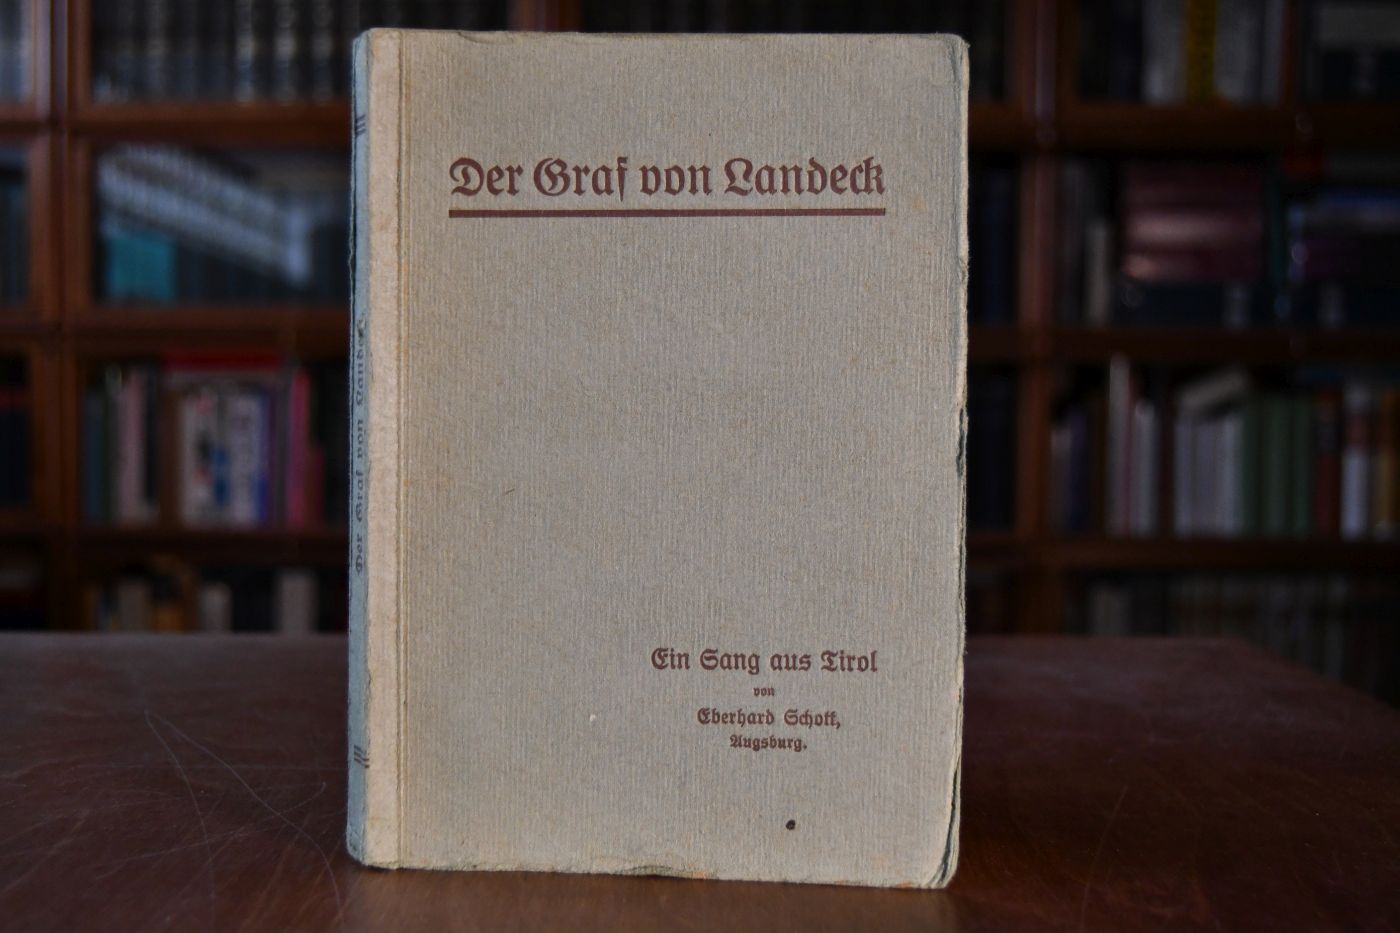 Der Graf von Landeck
Ein Sang aus Tirol
von
Eberhard Schott,
Augsburg.
Der Graf von Landeck